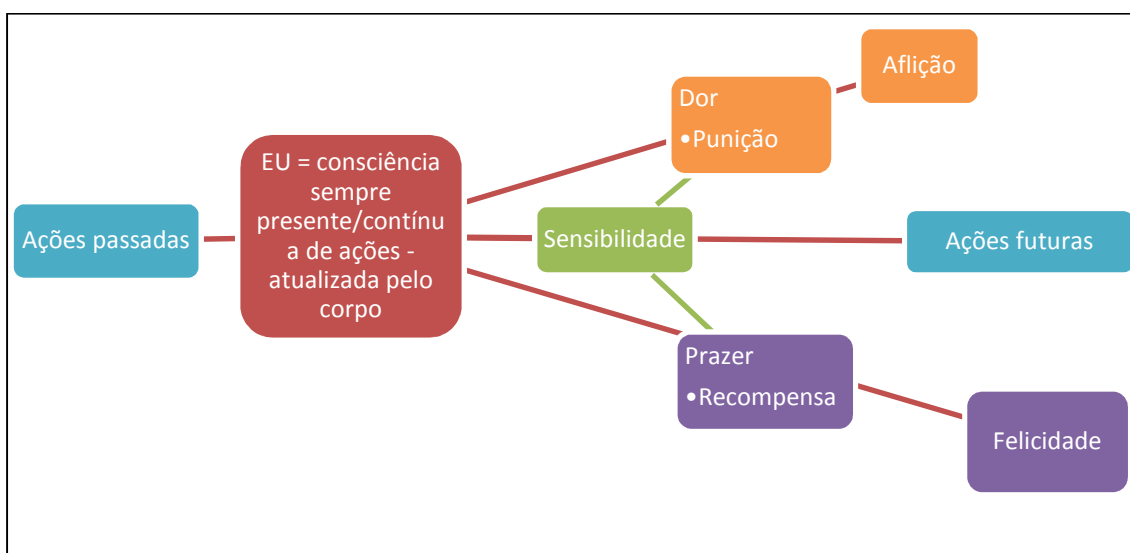 Ações passadas
EU = consciência
sempre
presente/contínu
a de ações -
atualizada pelo
corpo
Sensibilidade
Dor
•Punição
Aflição
Ações futuras
Prazer
•Recompensa
Felicidade